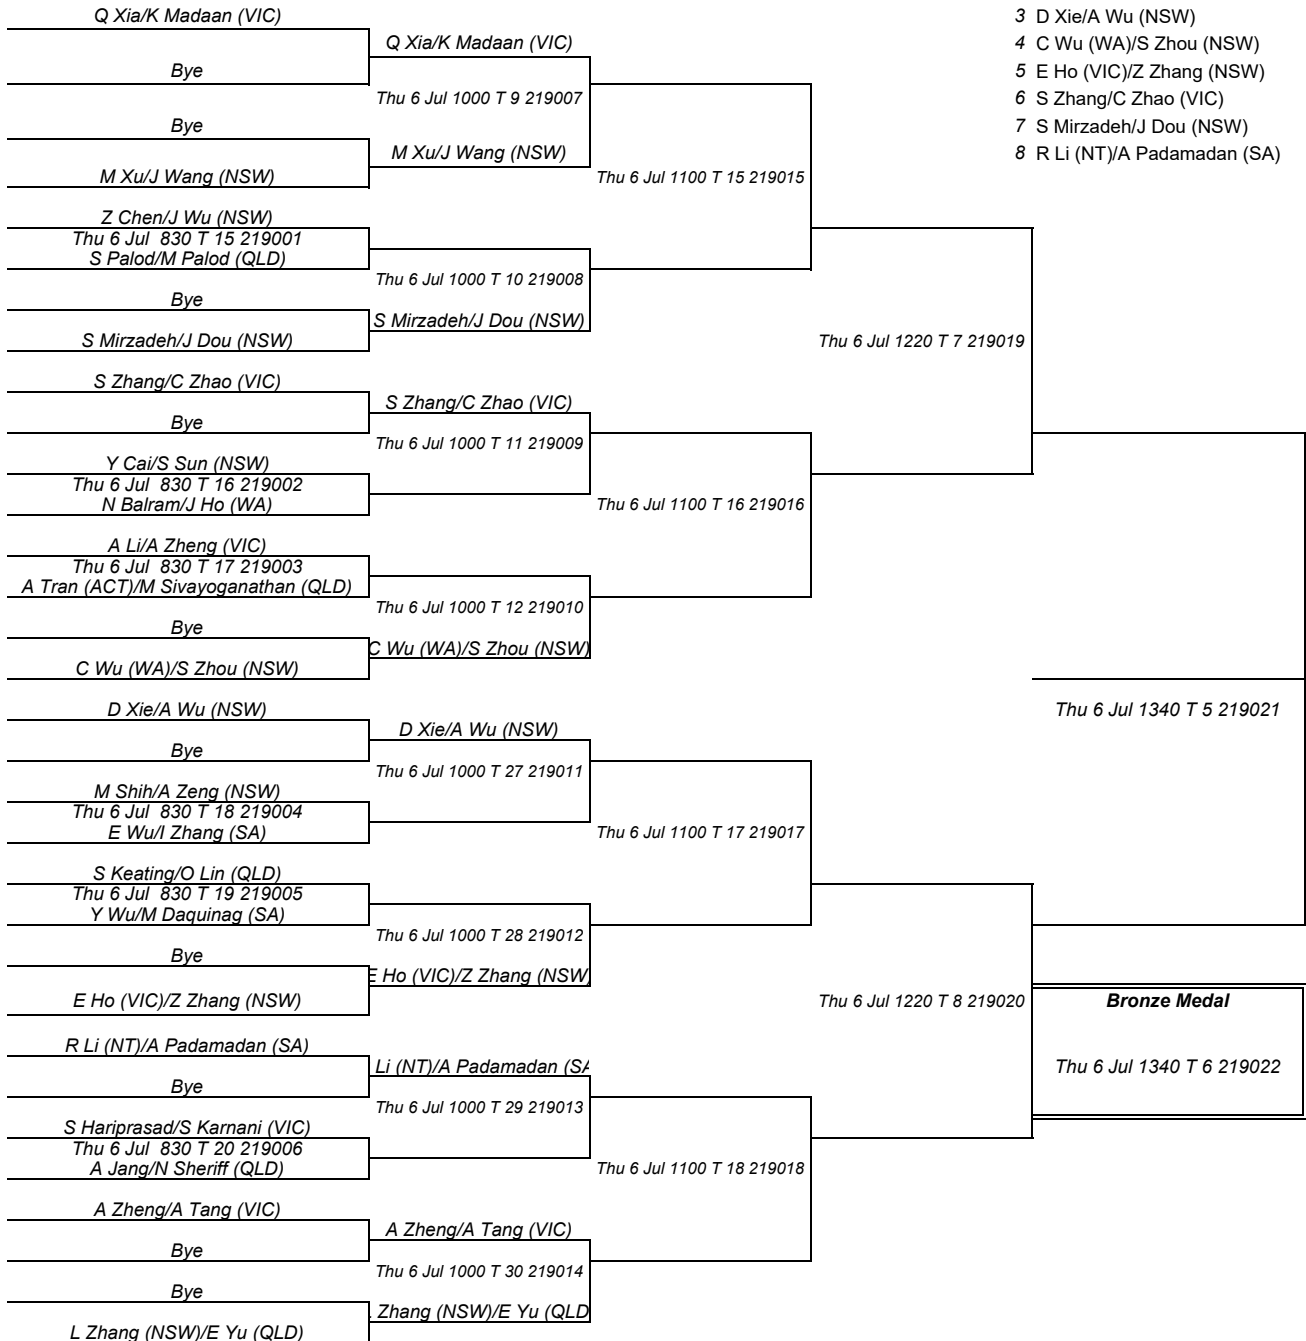 Q Xia/K Madaan (VIC)
Bye
Bye
M Xu/J Wang (NSW)
Z Chen/J Wu (NSW)
Thu 6 Jul 830 T 15 219001
S Palod/M Palod (QLD)
Bye
S Mirzadeh/J Dou (NSW)
S Zhang/C Zhao (VIC)
Bye
Y Cai/S Sun (NSW)
Thu 6 Jul 830 T 16 219002
N Balram/J Ho (WA)
A Li/A Zheng (VIC)
Thu 6 Jul 830 T 17 219003
A Tran (ACT)/M Sivayoganathan (QLD)
Bye
C Wu (WA)/S Zhou (NSW)
D Xie/A Wu (NSW)
Bye
M Shih/A Zeng (NSW)
Thu 6 Jul 830 T 18 219004
E Wu/I Zhang (SA)
S Keating/O Lin (QLD)
Thu 6 Jul 830 T 19 219005
Y Wu/M Daquinag (SA)
Bye
E Ho (VIC)/Z Zhang (NSW)
R Li (NT)/A Padamadan (SA)
Bye
S Hariprasad/S Karnani (VIC)
Thu 6 Jul 830 T 20 219006
A Jang/N Sheriff (QLD)
A Zheng/A Tang (VIC)
Bye
Bye
L Zhang (NSW)/E Yu (QLD)
Q Xia/K Madaan (VIC)
Thu 6 Jul 1000 T 9 219007
M Xu/J Wang (NSW)
Thu 6 Jul 1000 T 10 219008
S Mirzadeh/J Dou (NSW)
S Zhang/C Zhao (VIC)
Thu 6 Jul 1000 T 11 219009
Thu 6 Jul 1000 T 12 219010
C Wu (WA)/S Zhou (NSW)
D Xie/A Wu (NSW)
Thu 6 Jul 1000 T 27 219011
Thu 6 Jul 1000 T 28 219012
E Ho (VIC)/Z Zhang (NSW)
Li (NT)/A Padamadan (SA
Thu 6 Jul 1000 T 29 219013
A Zheng/A Tang (VIC)
Thu 6 Jul 1000 T 30 219014
Zhang (NSW)/E Yu (QLD
Thu 6 Jul 1100 T 15 219015
Thu 6 Jul 1100 T 16 219016
Thu 6 Jul 1100 T 17 219017
Thu 6 Jul 1100 T 18 219018
Thu 6 Jul 1220 T 7 219019
Thu 6 Jul 1220 T 8 219020
3 D Xie/A Wu (NSW)
4 C Wu (WA)/S Zhou (NSW)
5 E Ho (VIC)/Z Zhang (NSW)
6 S Zhang/C Zhao (VIC)
7 S Mirzadeh/J Dou (NSW)
8 R Li (NT)/A Padamadan (SA)
Thu 6 Jul 1340 T 5 219021
Bronze Medal
Thu 6 Jul 1340 T 6 219022